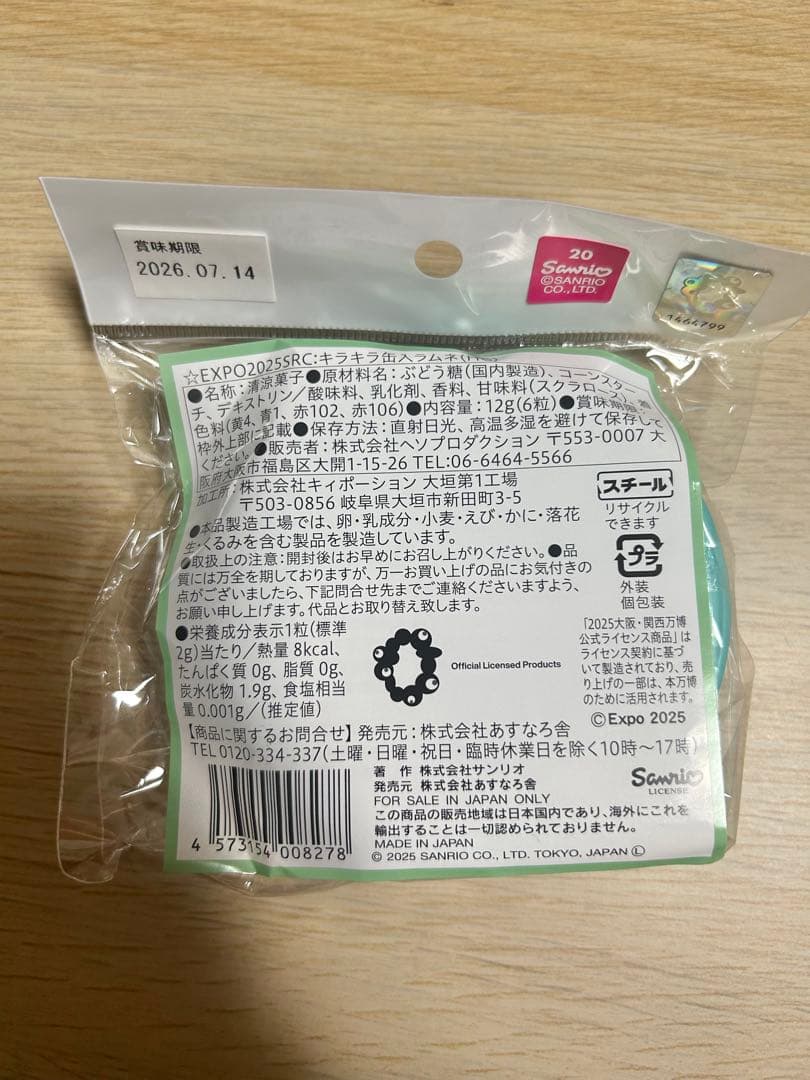 賞味期限
2026.07.14
20
Sanrio
©SANRIO
CO., LTD.
1464799
☆EXPO2025SRC:キラキラ缶入ラムネ
●名称：清涼菓子●原材料名：ぶどう糖(国内製造)、コーンスター
チ、デキストリン／酸味料、乳化剤、香料、甘味料(スクラロース)、着
色料(黄4、青1、赤102、赤106)●内容量：12g(6粒)●賞味期限：
枠外上部に記載●保存方法：直射日光、高温多湿を避けて保存して
ください。●販売者：株式会社ヘソプロダクション 〒553-0007 大
阪府大阪市福島区大開1-15-26 TEL:06-6464-5566
加工所：株式会社キィポーション 大垣第1工場
〒503-0856 岐阜県大垣市新田町3-5
●本品製造工場では、卵・乳成分・小麦・えび・かに・落花
生・くるみを含む製品を製造しています。
●取扱上の注意：開封後はお早めにお召し上がりください。●品
質には万全を期しておりますが、万一お買い上げの品にお気付きの
点がございましたら、下記問合せ先までご連絡くださいますよう、
お願い申し上げます。代品とお取り替え致します。
スチール
リサイクル
できます
プラ
外装
個包装
●栄養成分表示1粒(標準
2g)当たり／熱量 8kcal、
たんぱく質 0g、脂質 0g、
炭水化物 1.9g、食塩相当
量 0.001g／(推定値)
Official Licensed Products
「2025大阪・関西万博
公式ライセンス商品」は
ライセンス契約に基づ
いて製造されており、売
り上げの一部は、本万博
のために活用されます。
©Expo 2025
【商品に関するお問合せ】発売元：株式会社あすなろ舎
TEL 0120-334-337(土曜・日曜・祝日・臨時休業日を除く10時～17時)
著 作 株式会社サンリオ
発売元 株式会社あすなろ舎
FOR SALE IN JAPAN ONLY
この商品の販売地域は日本国内であり、海外にこれを
輸出することは一切認められておりません。
MADE IN JAPAN
© 2025 SANRIO CO., LTD. TOKYO, JAPAN Ⓛ
Sanrio
LICENSE
4 573154 008278